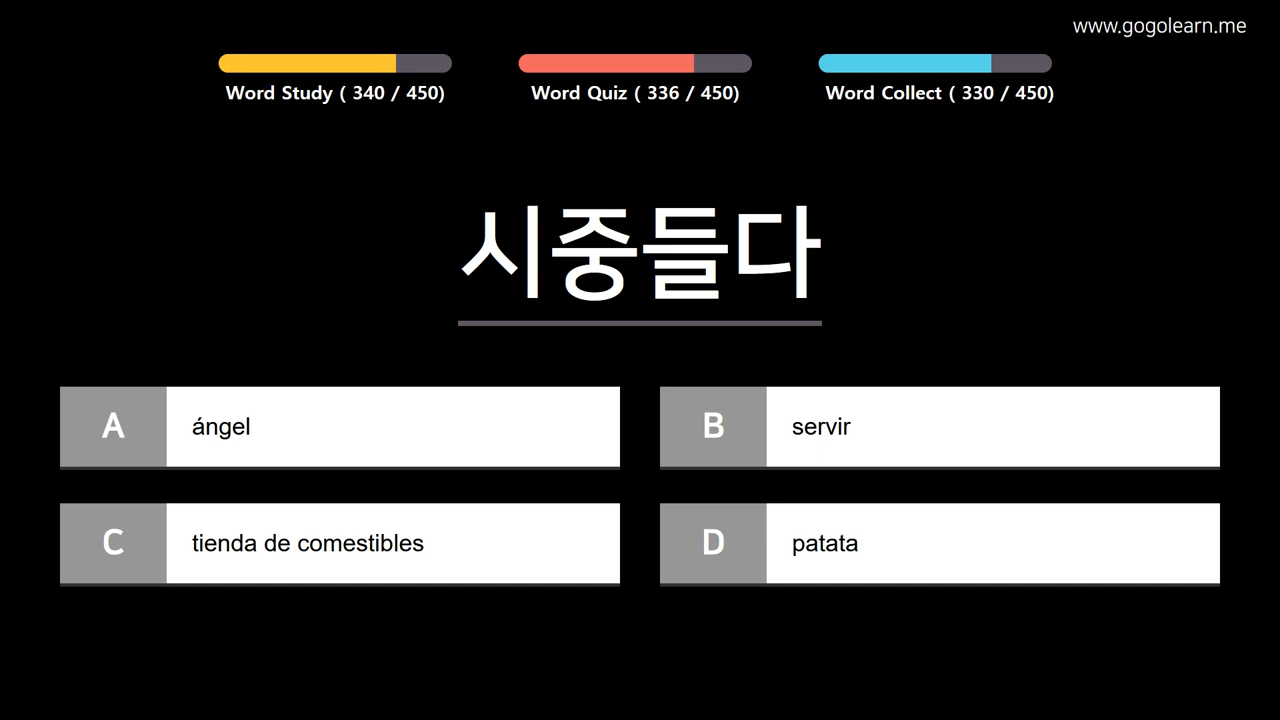 www.gogolearn.me
Word Study ( 340 / 450)
Word Quiz ( 336 / 450)
Word Collect ( 330 / 450)
시중들다
A ángel
B servir
C tienda de comestibles
D patata